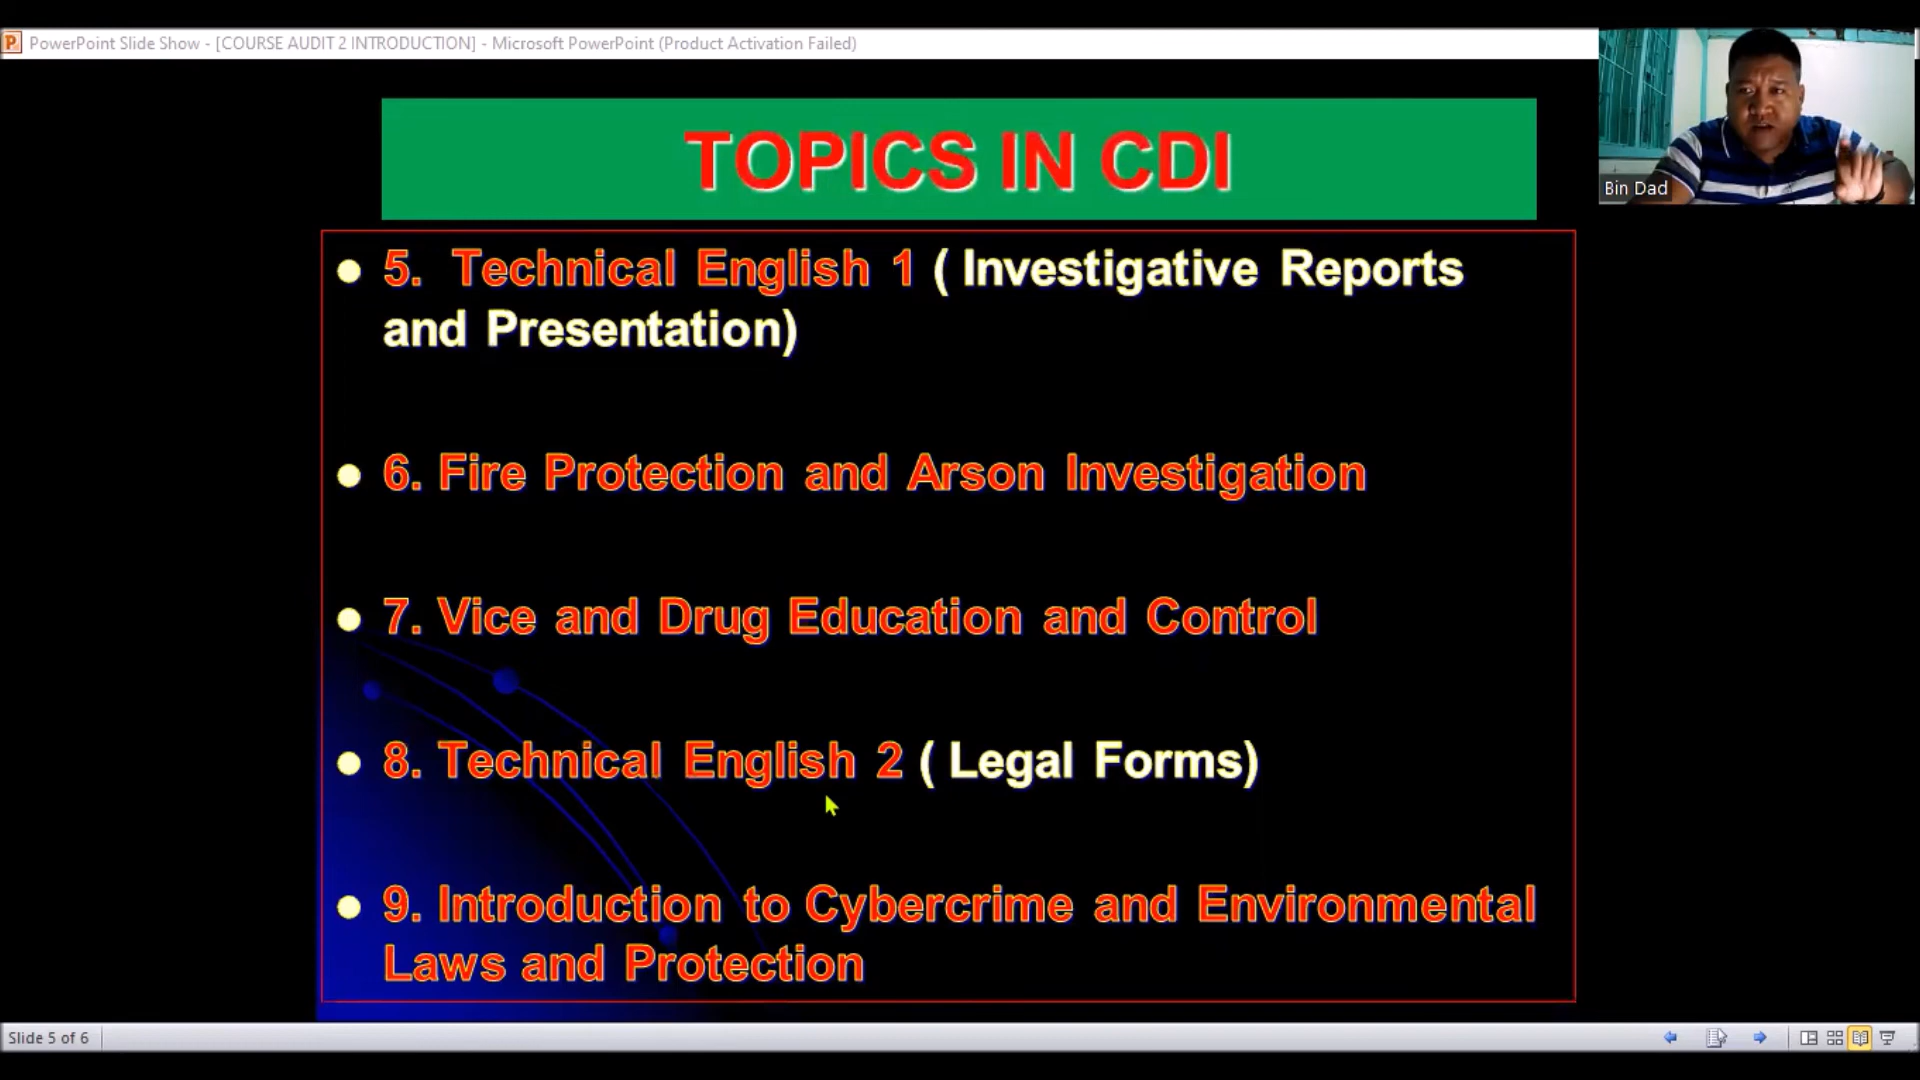 PowerPoint Slide Show - [COURSE AUDIT 2 INTRODUCTION] - Microsoft PowerPoint (Product Activation Failed)
Bin Dad
TOPICS IN CDI
5. Technical English 1 ( Investigative Reports
and Presentation)
6. Fire Protection and Arson Investigation
7. Vice and Drug Education and Control
8. Technical English 2 ( Legal Forms)
9. Introduction to Cybercrime and Environmental
Laws and Protection
Slide 5 of 6